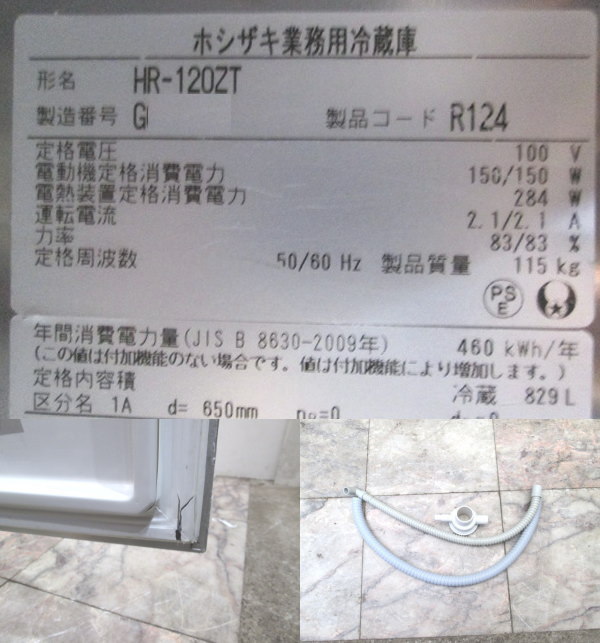 ホシザキ業務用冷蔵庫
形名 HR-120ZT
製造番号 G 製品コード R124
定格電圧 100 V
電動機定格消費電力 150/150 W
電熱装置定格消費電力 284 W
運転電流 2.1/2.1 A
力率 83/83 %
定格周波数 50/60 Hz 製品質量 115 kg
PSE
年間消費電力量(JIS B 8630-2009年) 460 kWh/年
(この値は付加機能のない場合です。値は付加機能により増加します。)
定格内容積 冷蔵 829 L
区分名 1A d= 650mm